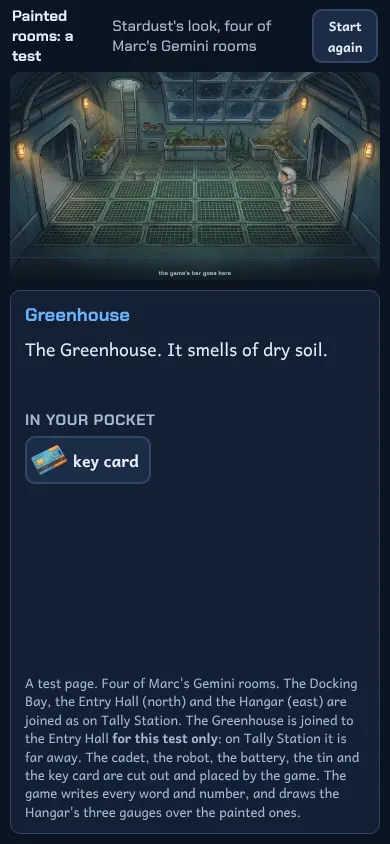 Painted
rooms: a
test
Stardust's look, four of
Marc's Gemini rooms
Start
again
the game's bar goes here
Greenhouse
The Greenhouse. It smells of dry soil.
IN YOUR POCKET
key card
A test page. Four of Marc's Gemini rooms. The Docking
Bay, the Entry Hall (north) and the Hangar (east) are
joined as on Tally Station. The Greenhouse is joined to
the Entry Hall for this test only: on Tally Station it is
far away. The cadet, the robot, the battery, the tin and
the key card are cut out and placed by the game. The
game writes every word and number, and draws the
Hangar's three gauges over the painted ones.